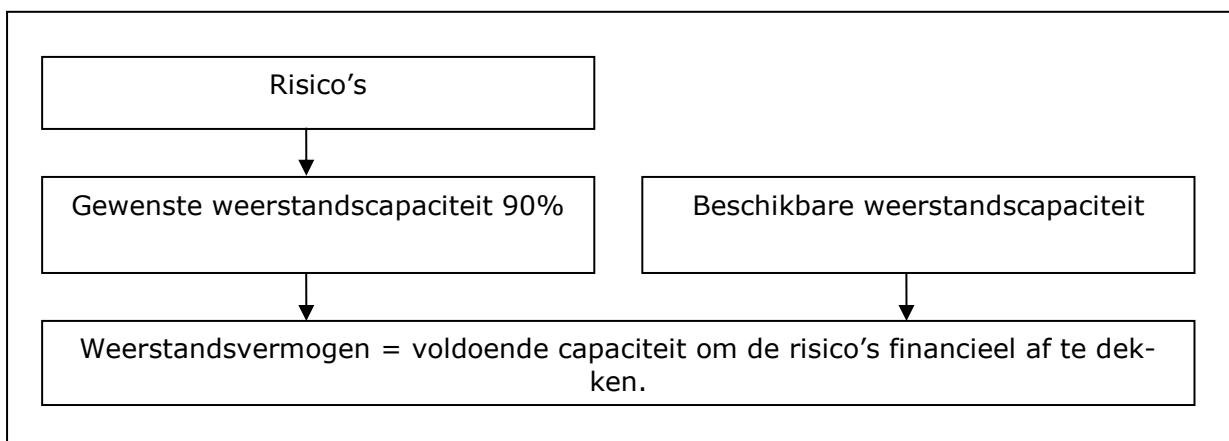 Risico’s
Gewenste weerstandscapaciteit 90%
Beschikbare weerstandscapaciteit
Weerstandsvermogen = voldoende capaciteit om de risico’s financieel af te dek-
ken.